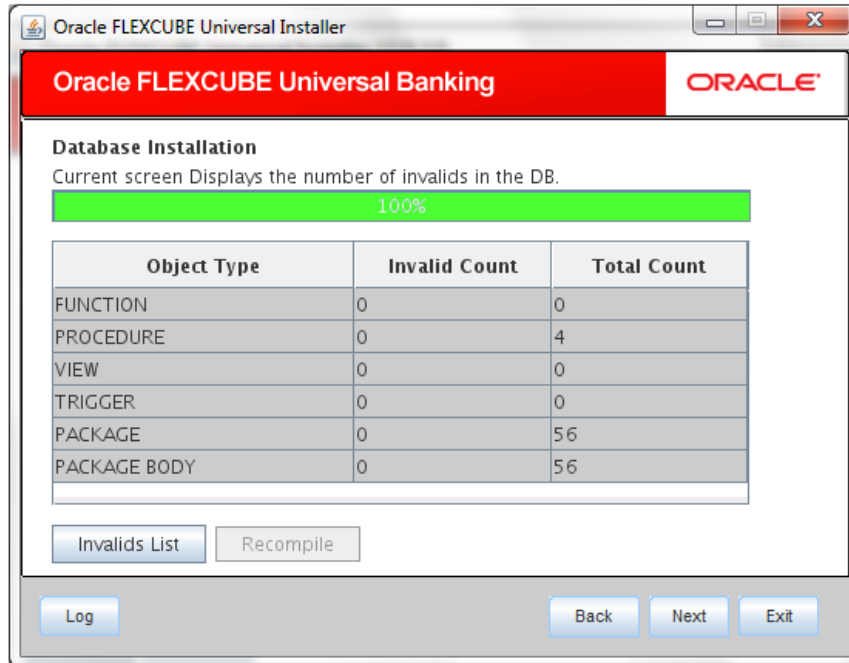 Oracle FLEXCUBE Universal Installer
Oracle FLEXCUBE Universal Banking
ORACLE
Database Installation
Current screen Displays the number of invalids in the DB.
100%
Object Type Invalid Count Total Count
FUNCTION 0 0
PROCEDURE 0 4
VIEW 0 0
TRIGGER 0 0
PACKAGE 0 56
PACKAGE BODY 0 56
Invalids List Recompile
Log Back Next Exit